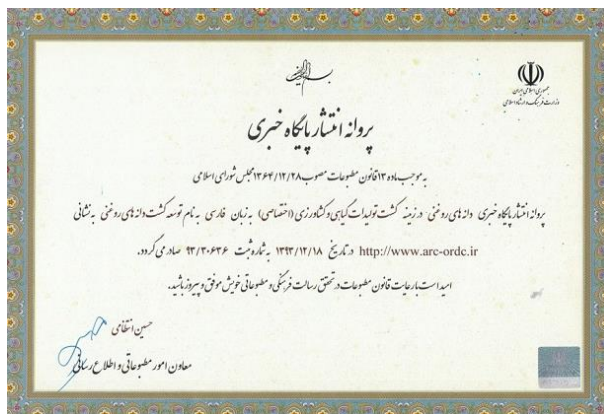 بسم الله الرحمن الرحیم
جمهوری اسلامی ایران
وزارت فرهنگ و ارشاد اسلامی
پروانه انتشار پایگاه خبری
به موجب ماده ۱۳ قانون مطبوعات مصوب ۱۳۶۴/۱۲/۲۸ مجلس شورای اسلامی
پروانه انتشار پایگاه خبری دانه های روغنی در زمینه کشت تولیدات گیاهی و کشاورزی (اختصاصی) به زبان فارسی به نام توسعه کشت دانه های روغنی به نشانی
http://www.arc-ordc.ir در تاریخ ۱۳۹۳/۱۲/۱۸ به شماره ثبت ۹۳/۳۰۶۳۶ صادر می گردد.
امید است با رعایت قانون مطبوعات در تحقق رسالت فرهنگی و مطبوعاتی خویش موفق و پیروز باشید.
حسین انتظامی
معاون امور مطبوعاتی و اطلاع رسانی